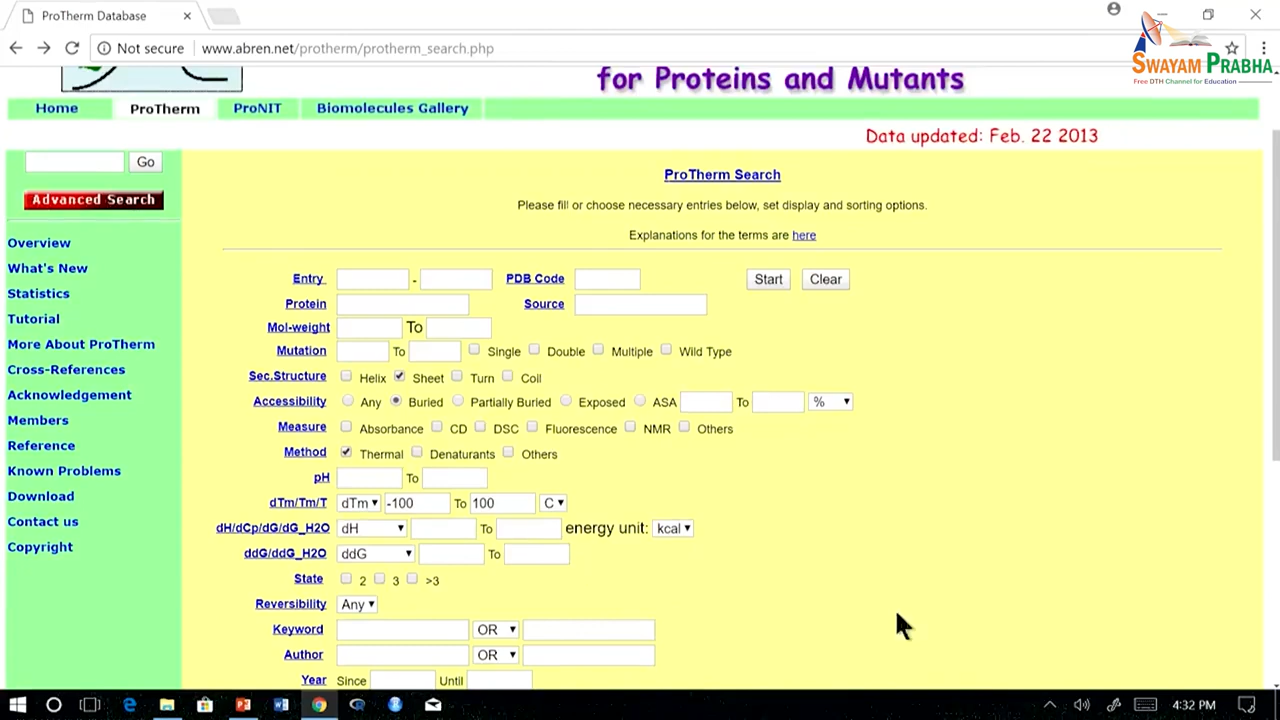 ProTherm Database
Not secure www.abren.net/protherm/protherm_search.php
SWAYAM PRABHA
Free DTH Channel for Education
for Proteins and Mutants
Home ProTherm ProNIT Biomolecules Gallery
Data updated: Feb. 22 2013
Go
Advanced Search
Overview
What's New
Statistics
Tutorial
More About ProTherm
Cross-References
Acknowledgement
Members
Reference
Known Problems
Download
Contact us
Copyright
ProTherm Search
Please fill or choose necessary entries below, set display and sorting options.
Explanations for the terms are here
Entry - PDB Code Start Clear
Protein Source
Mol-weight To
Mutation To Single Double Multiple Wild Type
Sec.Structure Helix Sheet Turn Coil
Accessibility Any Buried Partially Buried Exposed ASA To %
Measure Absorbance CD DSC Fluorescence NMR Others
Method Thermal Denaturants Others
pH To
dTm/Tm/T dTm -100 To 100 C
dH/dCp/dG/dG_H2O dH To energy unit: kcal
ddG/ddG_H2O ddG To
State 2 3 >3
Reversibility Any
Keyword OR
Author OR
Year Since Until
4:32 PM